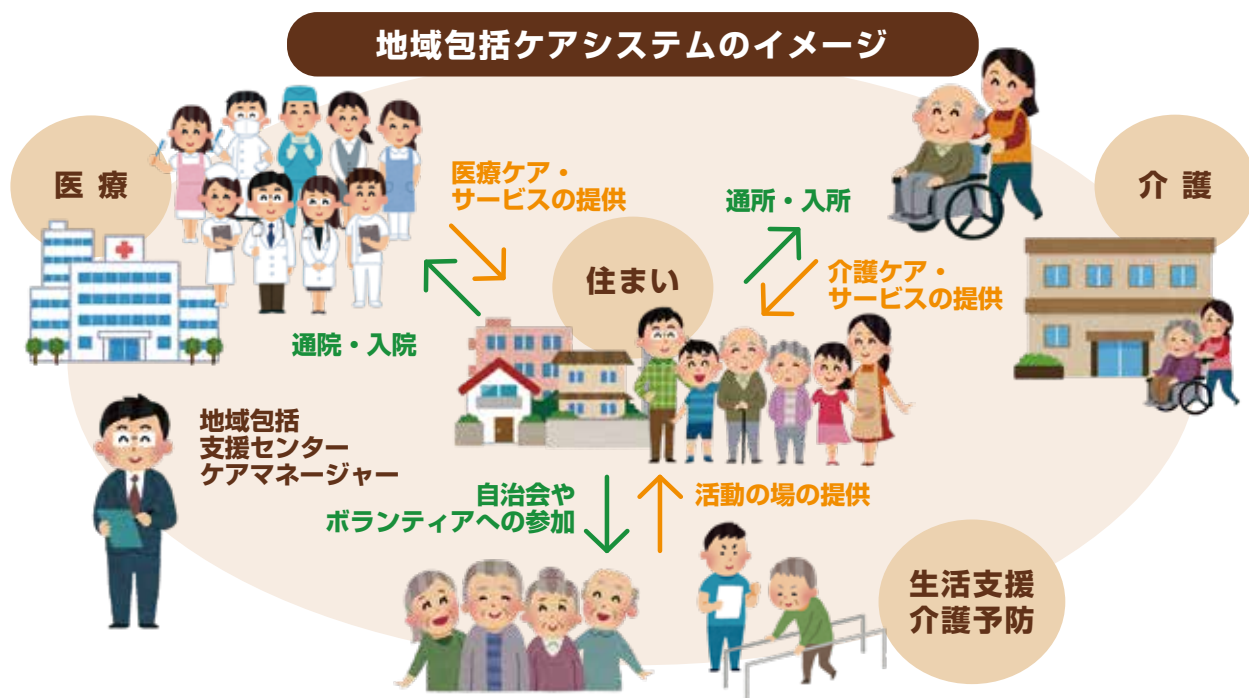 地域包括ケアシステムのイメージ
医療
医療ケア・
サービスの提供
通所・入所
介護
住まい
介護ケア・
サービスの提供
通院・入院
地域包括
支援センター
ケアマネージャー
自治会や
ボランティアへの参加
活動の場の提供
生活支援
介護予防